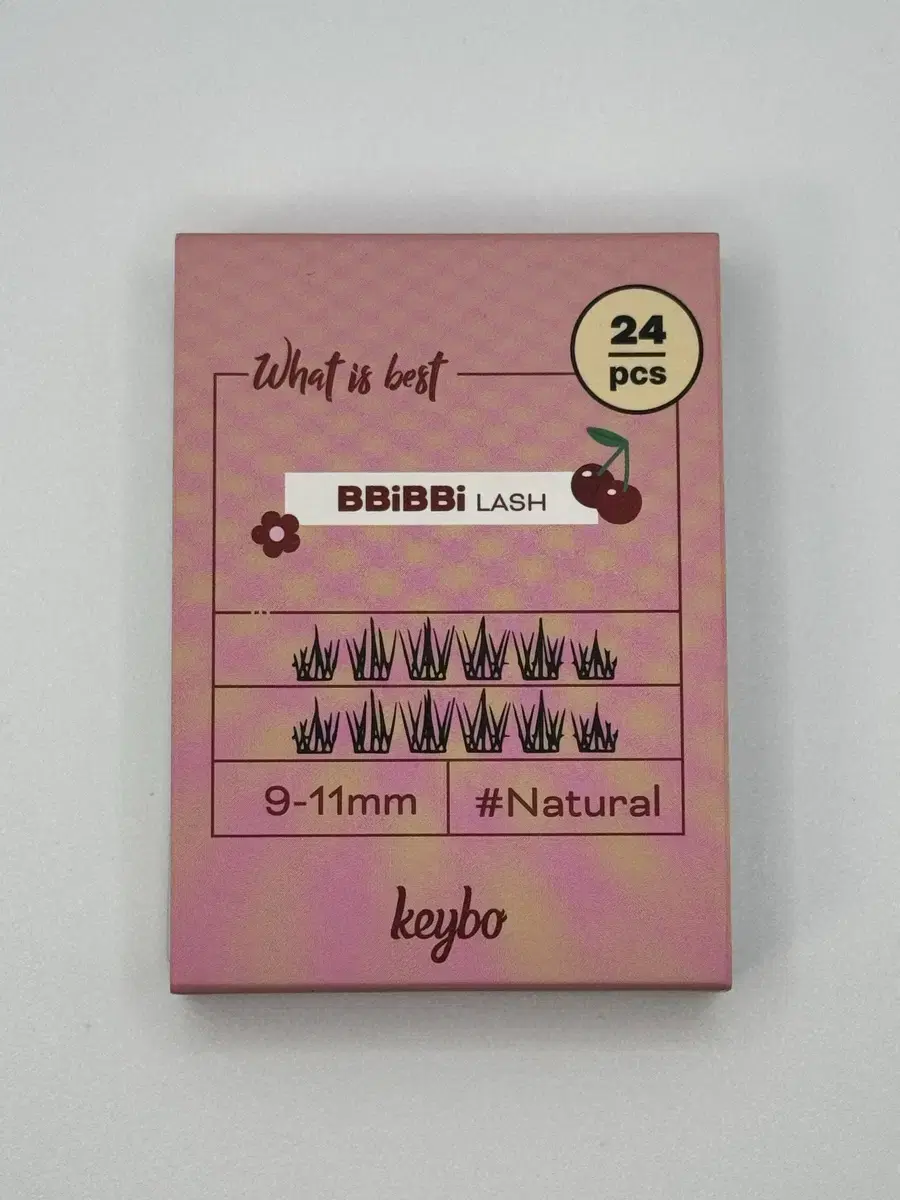 24
pcs
What is best
BBiBBi LASH
9-11mm
#Natural
keybo